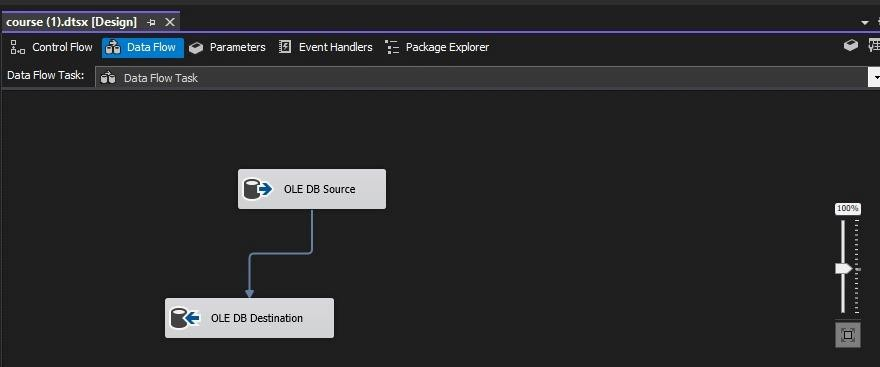 course (1).dtsx [Design]
Control Flow Data Flow Parameters Event Handlers Package Explorer
Data Flow Task: Data Flow Task
OLE DB Source
100%
OLE DB Destination